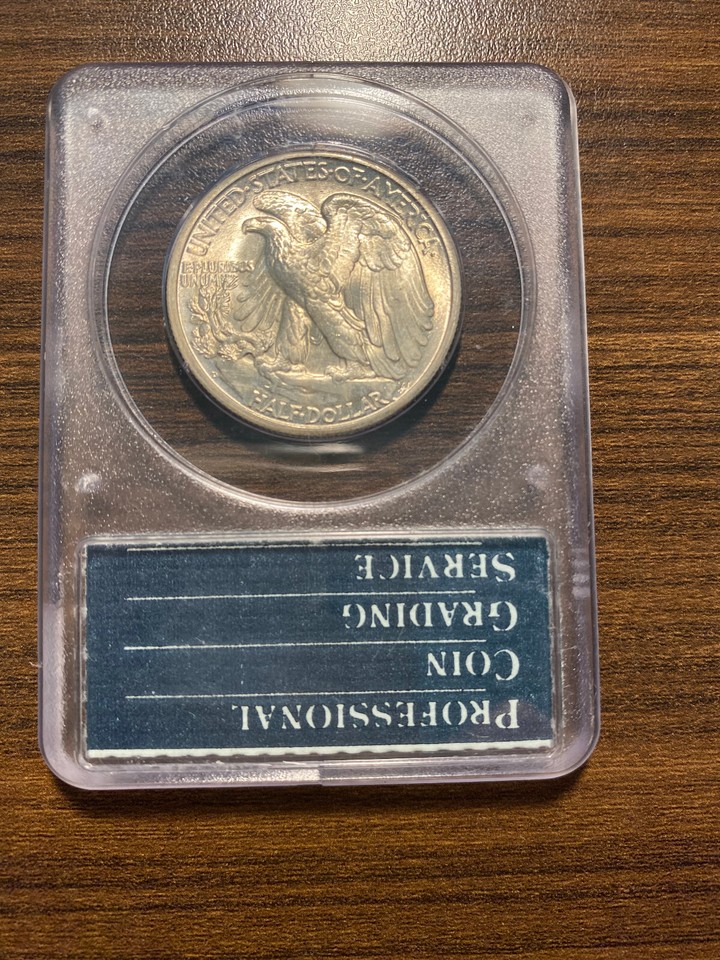 UNITED·STATES·OF·AMERICA
E·PLURIBUS
UNUM
HALF·DOLLAR
PROFESSIONAL
COIN
GRADING
SERVICE